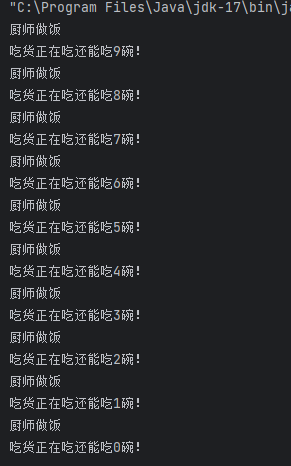 "C:\Program Files\Java\jdk-17\bin\ja
厨师做饭
吃货正在吃还能吃9碗!
厨师做饭
吃货正在吃还能吃8碗!
厨师做饭
吃货正在吃还能吃7碗!
厨师做饭
吃货正在吃还能吃6碗!
厨师做饭
吃货正在吃还能吃5碗!
厨师做饭
吃货正在吃还能吃4碗!
厨师做饭
吃货正在吃还能吃3碗!
厨师做饭
吃货正在吃还能吃2碗!
厨师做饭
吃货正在吃还能吃1碗!
厨师做饭
吃货正在吃还能吃0碗!